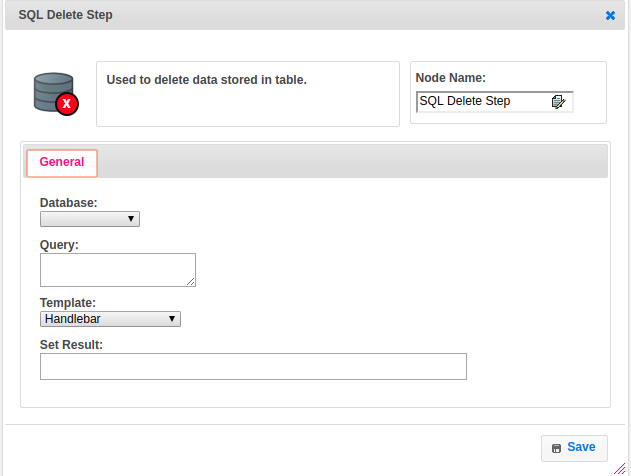 SQL Delete Step
Used to delete data stored in table.
Node Name:
SQL Delete Step
X
General
Database:
Query:
Template:
Handlebar
Set Result:
Save